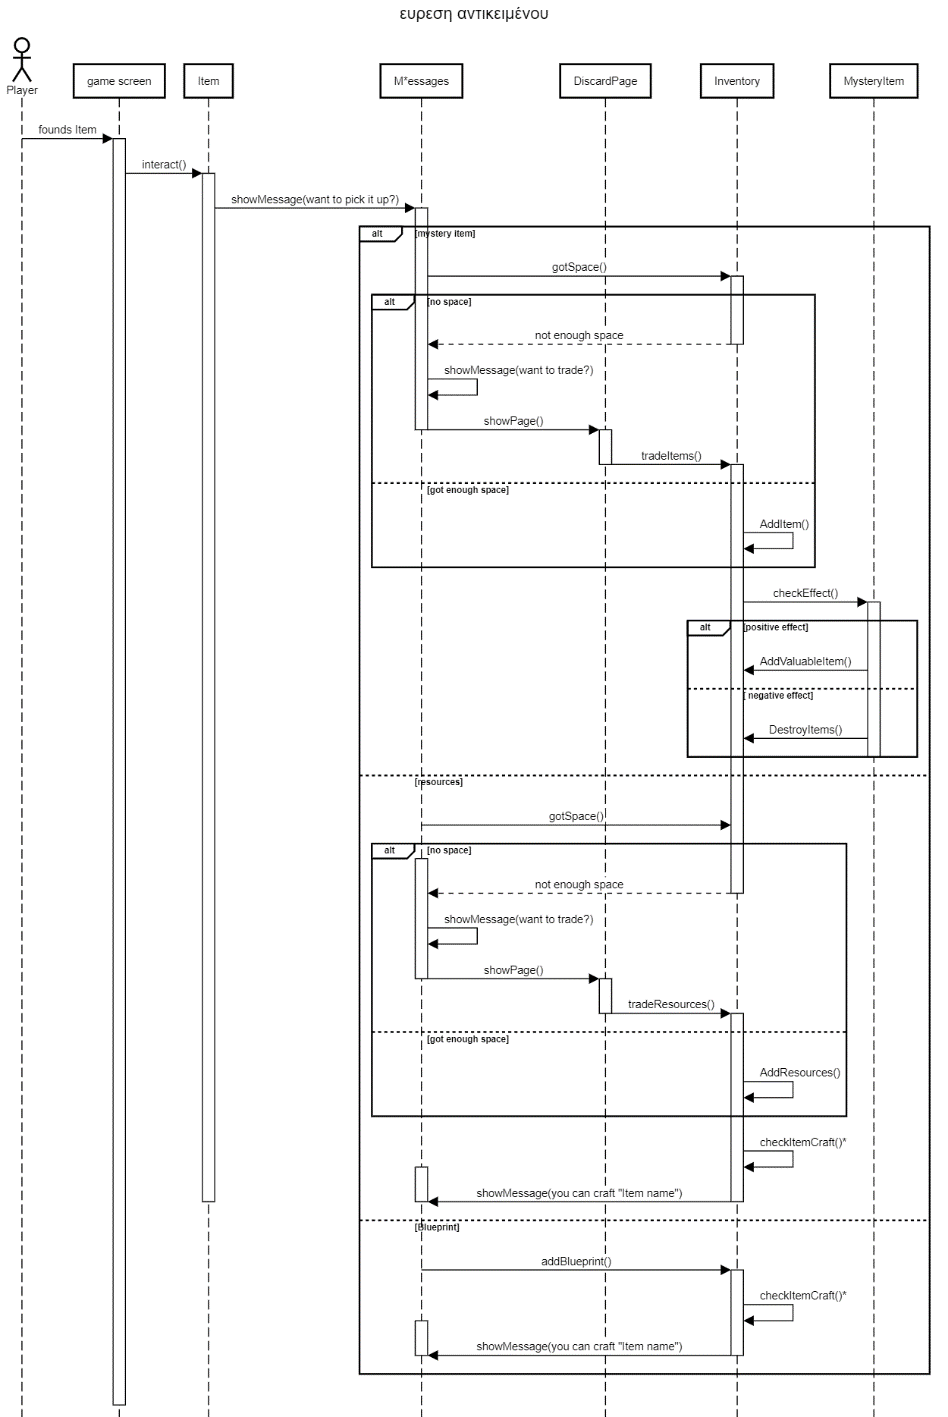 ευρεση αντικειμένου
Player
game screen
Item
M*essages
DiscardPage
Inventory
MysteryItem
founds Item
interact()
showMessage(want to pick it up?)
alt
[mystery item]
gotSpace()
alt
[no space]
not enough space
showMessage(want to trade?)
showPage()
tradeItems()
[got enough space]
AddItem()
checkEffect()
alt
[positive effect]
AddValuableItem()
[ negative effect]
DestroyItems()
[resources]
gotSpace()
alt
[no space]
not enough space
showMessage(want to trade?)
showPage()
tradeResources()
[got enough space]
AddResources()
checkItemCraft()*
showMessage(you can craft "Item name")
[Blueprint]
addBlueprint()
checkItemCraft()*
showMessage(you can craft "Item name")